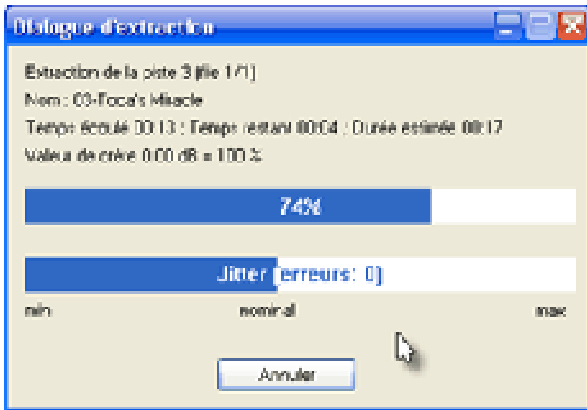 Dialogue d'extraction
Extraction de la piste 3 (file 1/1)
Nom : 03-Foca's Miracle
Temps écoulé 00:13 : Temps restant 00:04 : Durée estimée 00:17
Valeur de crête 0.00 dB = 100 %
74%
Jitter (erreurs: 0)
min nominal max
Annuler